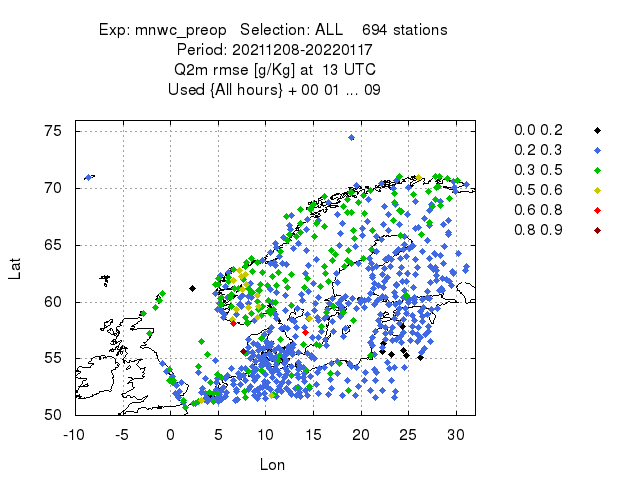 Exp: mnwc_preop   Selection: ALL    694 stations
Period: 20211208-20220117
Q2m rmse [g/Kg] at  13 UTC
Used {All hours} + 00 01 ... 09
0.0 0.2
0.2 0.3
0.3 0.5
0.5 0.6
0.6 0.8
0.8 0.9
75
70
65
60
55
50
Lat
-10 -5 0 5 10 15 20 25 30
Lon